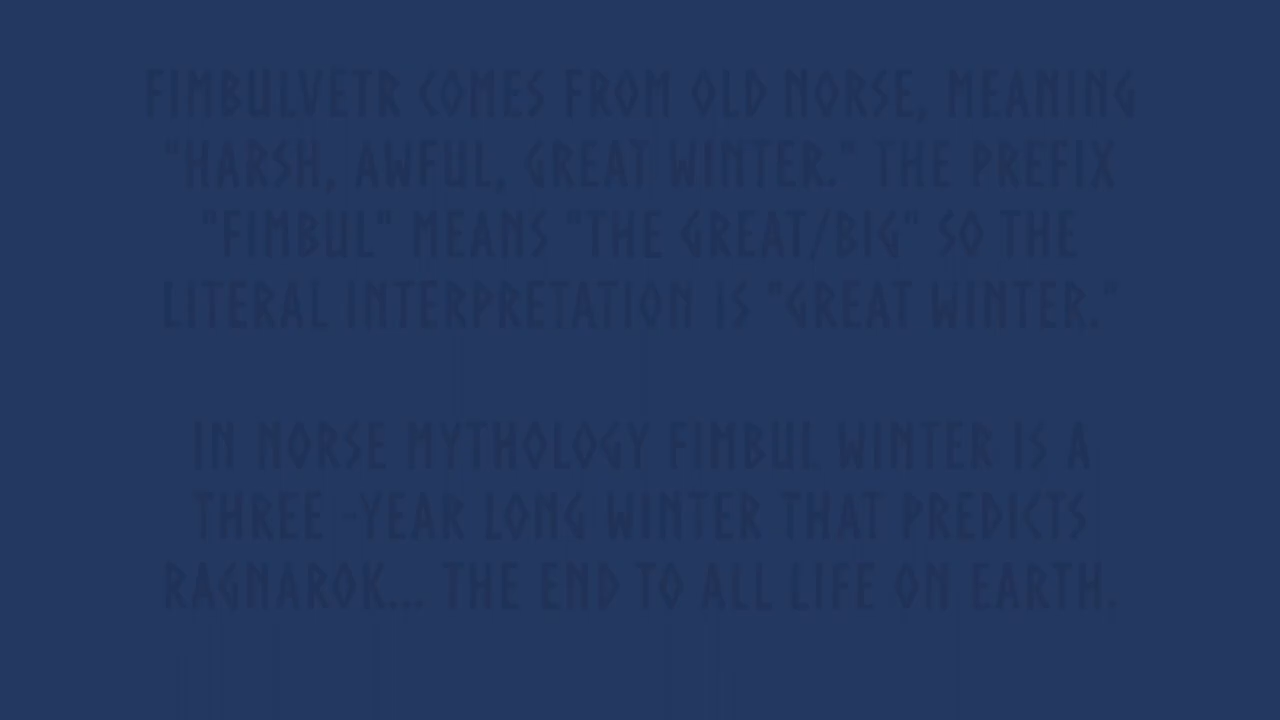 FIMBULVETR COMES FROM OLD NORSE, MEANING
"HARSH, AWFUL, GREAT WINTER." THE PREFIX
"FIMBUL" MEANS "THE GREAT/BIG" SO THE
LITERAL INTERPRETATION IS "GREAT WINTER."
IN NORSE MYTHOLOGY FIMBUL WINTER IS A
THREE-YEAR LONG WINTER THAT PREDICTS
RAGNAROK... THE END TO ALL LIFE ON EARTH.